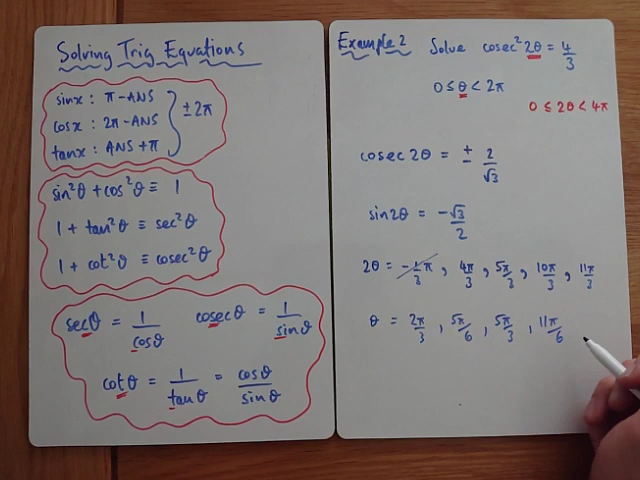 Solving Trig Equations
sinx : π-ANS
cosx : 2π-ANS
tanx : ANS+π
±2π
sin²θ + cos²θ ≡ 1
1 + tan²θ ≡ sec²θ
1 + cot²θ ≡ cosec²θ
secθ = 1/cosθ cosecθ = 1/sinθ
cotθ = 1/tanθ = cosθ/sinθ
Example 2 Solve cosec²2θ = 4/3
0 ≤ θ < 2π
0 ≤ 2θ < 4π
cosec 2θ = ± 2/√3
sin2θ = -√3/2
2θ = -1/3π, 4π/3, 5π/3, 10π/3, 11π/3
θ = 2π/3, 5π/6, 5π/3, 11π/6